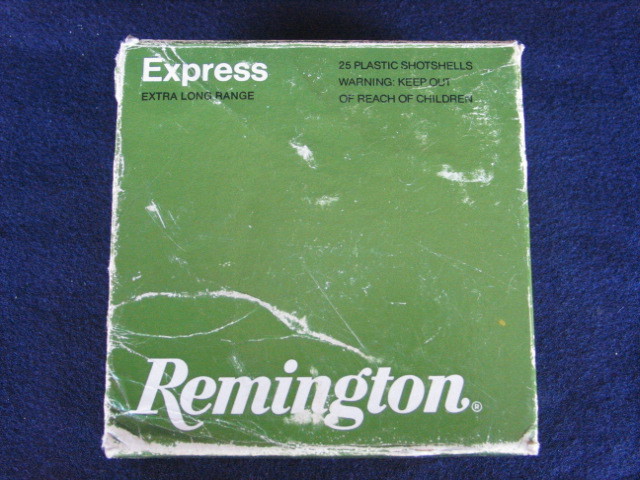 Express
EXTRA LONG RANGE
25 PLASTIC SHOTSHELLS
WARNING: KEEP OUT
OF REACH OF CHILDREN
Remington®